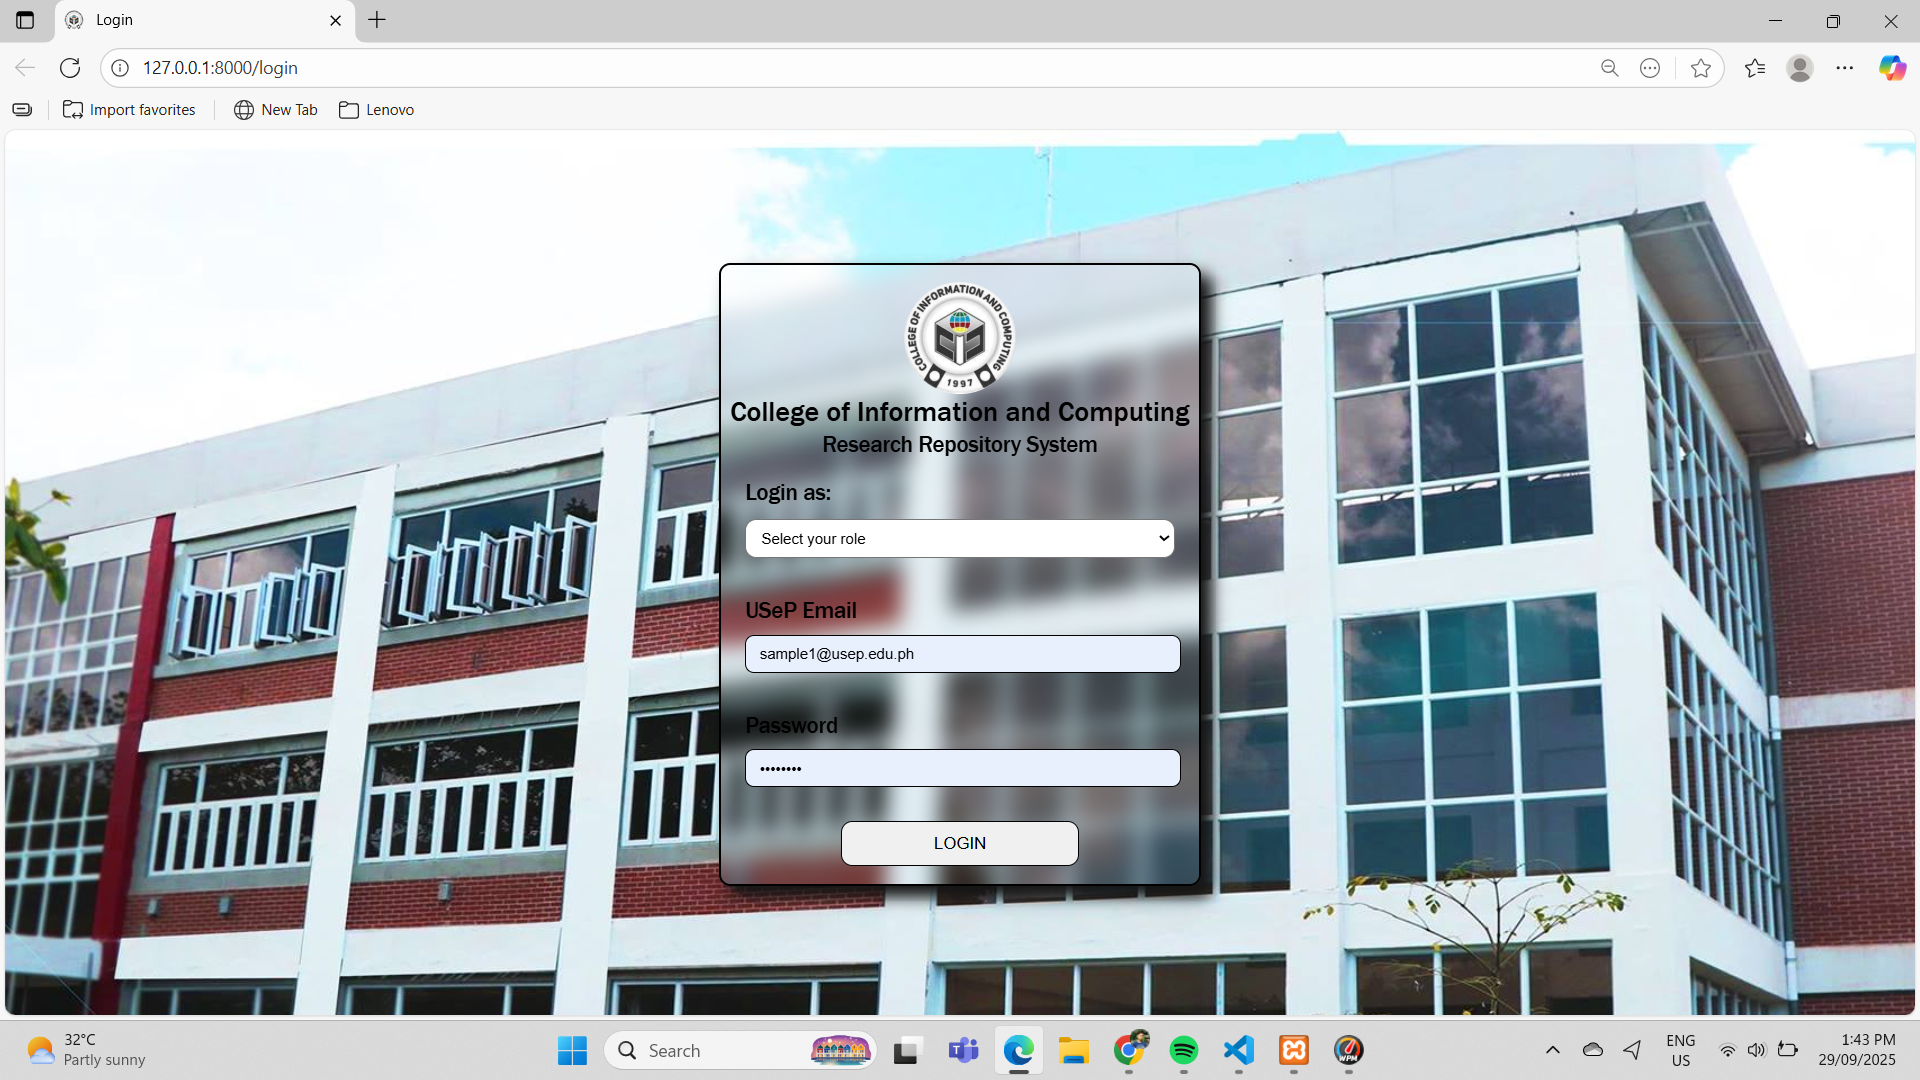 Login
127.0.0.1:8000/login
Import favorites
New Tab
Lenovo
COLLEGE OF INFORMATION AND COMPUTING
1997
College of Information and Computing
Research Repository System
Login as:
Select your role
USeP Email
sample1@usep.edu.ph
Password
••••••••
LOGIN
32°C
Partly sunny
Search
WPM
ENG
US
1:43 PM
29/09/2025